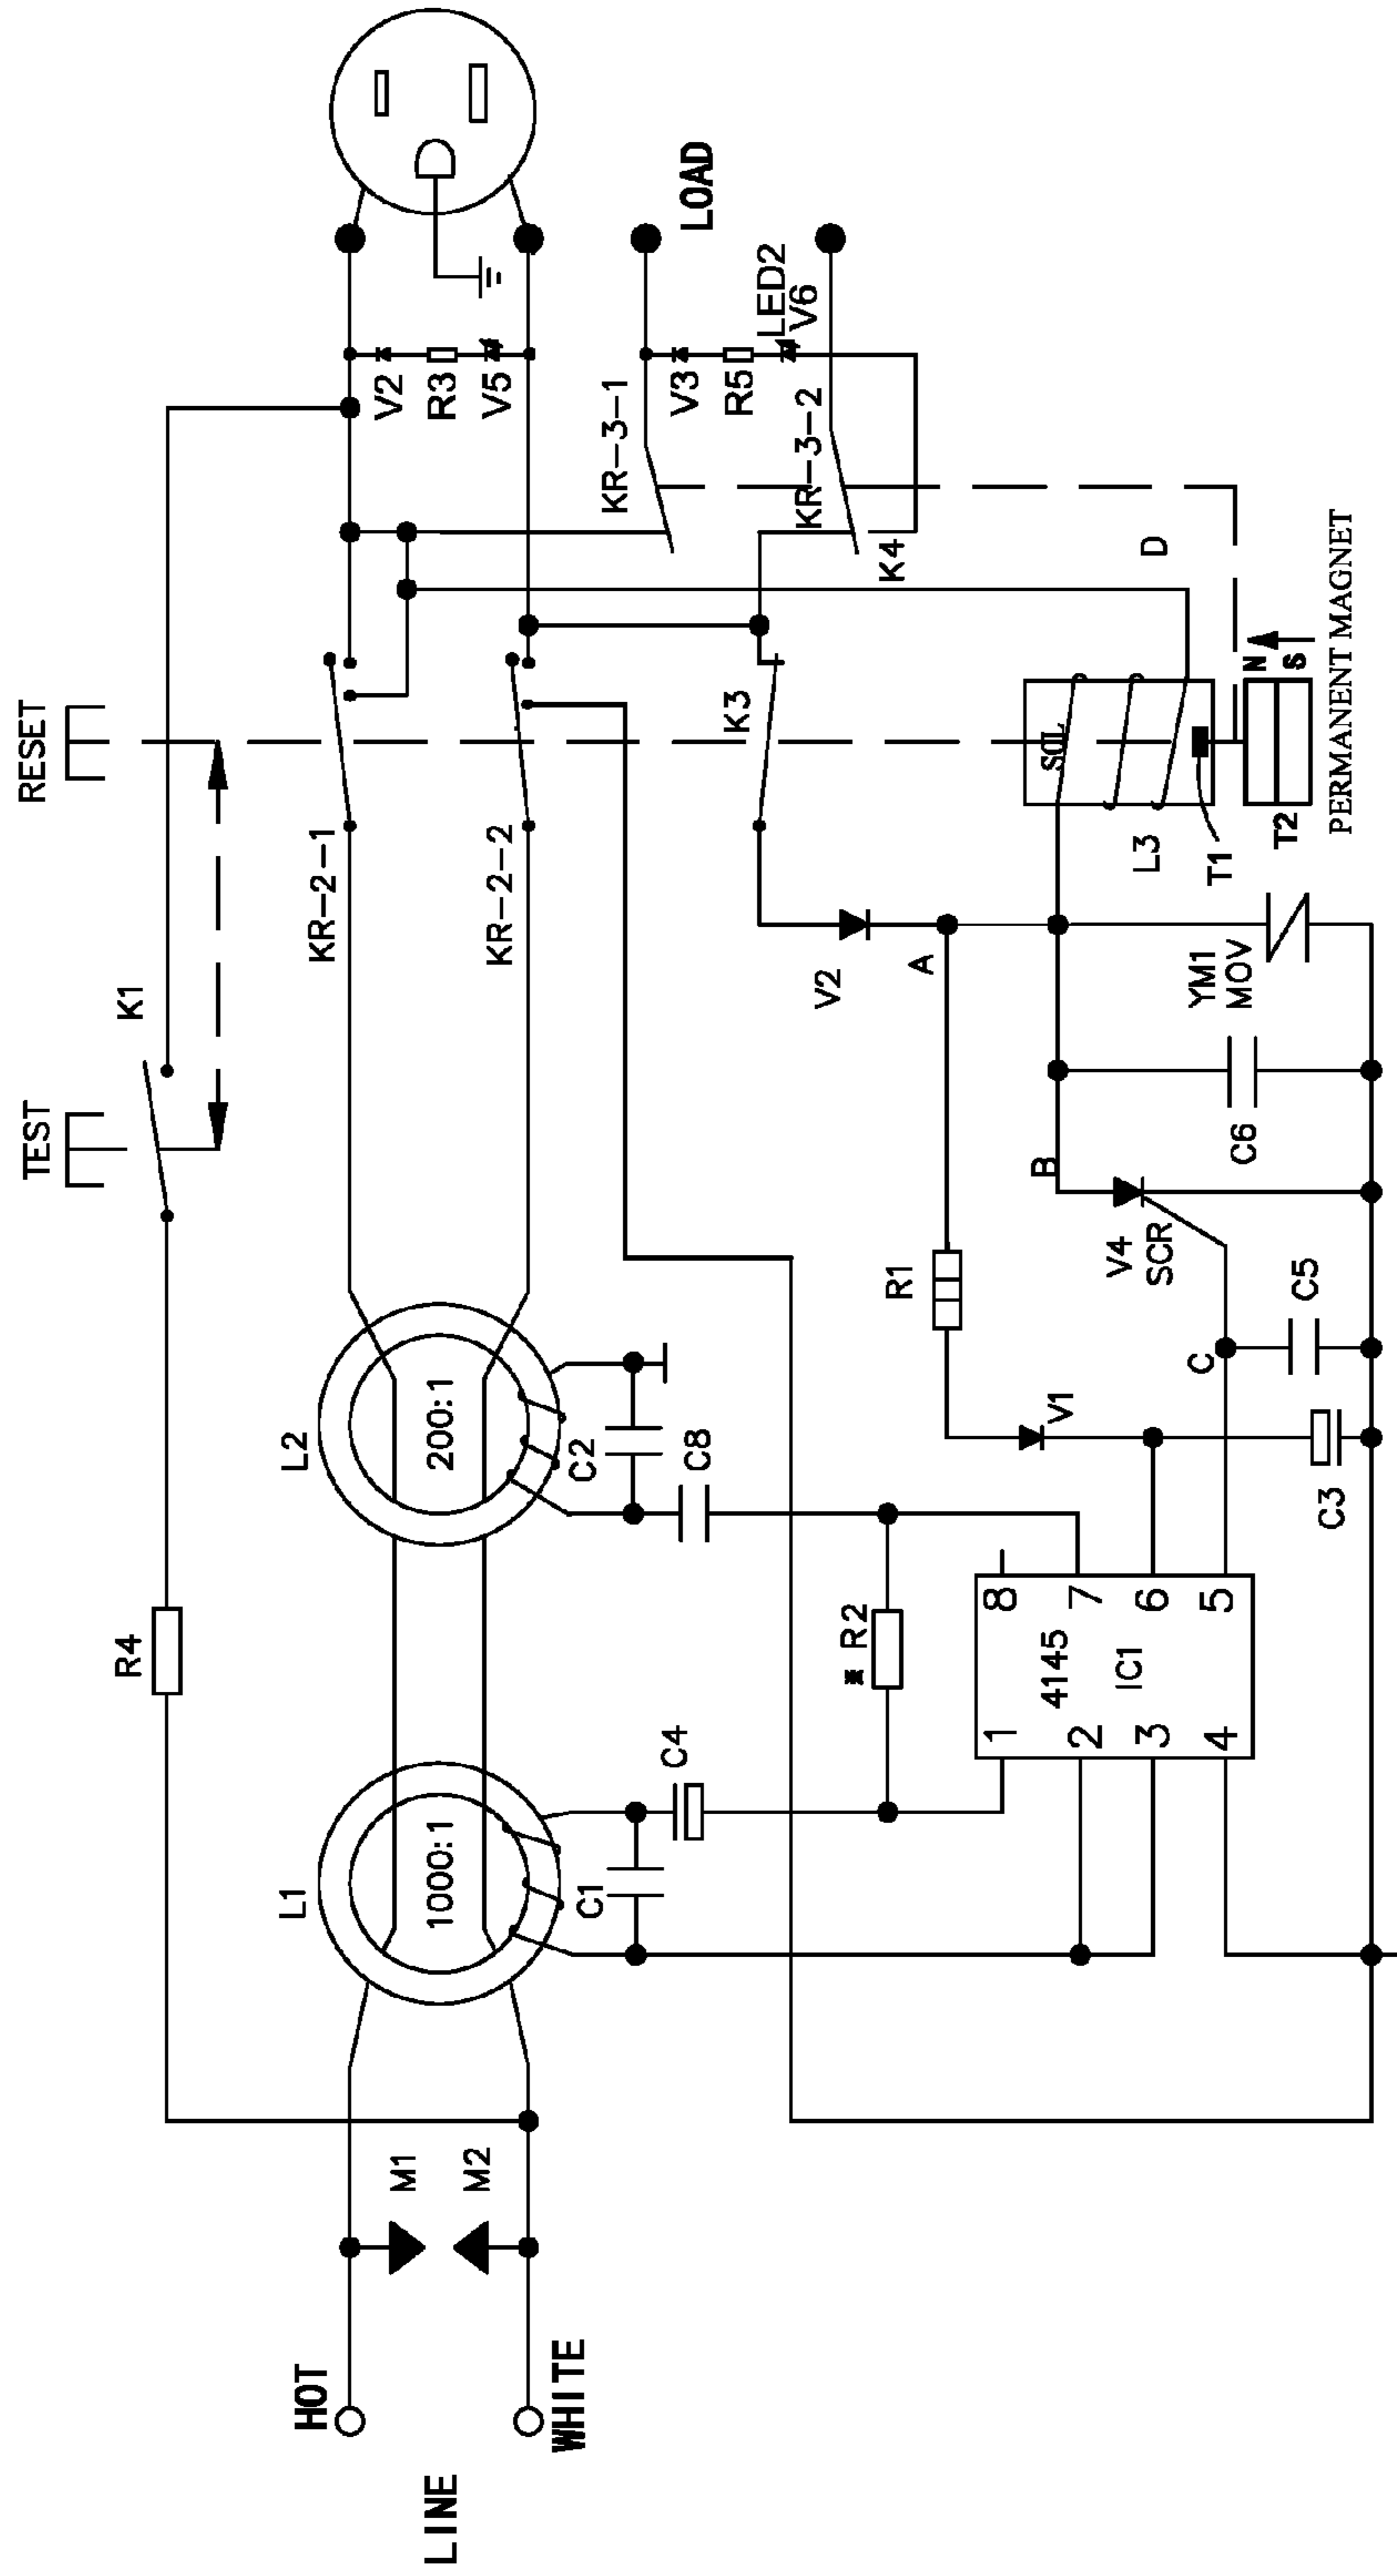 RESET
TEST
K1
R4
HOT
WHITE
LINE
M1
M2
L1
1000:1
L2
200:1
KR-2-1
KR-2-2
V2
R3
V5
LOAD
KR-3-1
V3
R5
LED2
V6
KR-3-2
K4
K3
D
C1
C4
C2
C8
* R2
4145
IC1
1
2
3
4
8
7
6
5
R1
V1
C3
C
C5
V4
SCR
B
C6
V2
A
YM1
MOV
SOL
L3
T1
T2
N
S
PERMANENT MAGNET